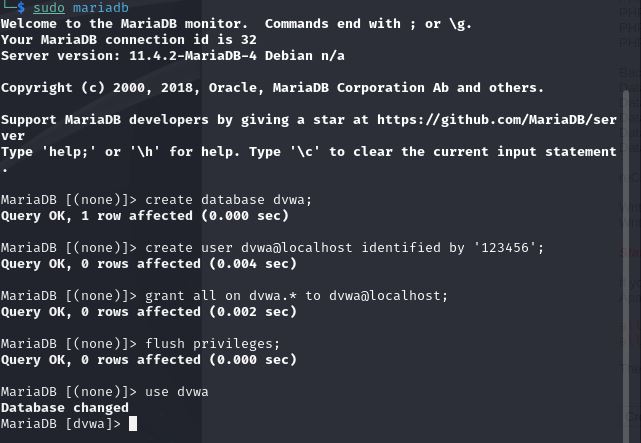 └─$ sudo mariadb
Welcome to the MariaDB monitor.  Commands end with ; or \g.
Your MariaDB connection id is 32
Server version: 11.4.2-MariaDB-4 Debian n/a
Copyright (c) 2000, 2018, Oracle, MariaDB Corporation Ab and others.
Support MariaDB developers by giving a star at https://github.com/MariaDB/ser
ver
Type 'help;' or '\h' for help. Type '\c' to clear the current input statement
.
MariaDB [(none)]> create database dvwa;
Query OK, 1 row affected (0.000 sec)
MariaDB [(none)]> create user dvwa@localhost identified by '123456';
Query OK, 0 rows affected (0.004 sec)
MariaDB [(none)]> grant all on dvwa.* to dvwa@localhost;
Query OK, 0 rows affected (0.002 sec)
MariaDB [(none)]> flush privileges;
Query OK, 0 rows affected (0.000 sec)
MariaDB [(none)]> use dvwa
Database changed
MariaDB [dvwa]>